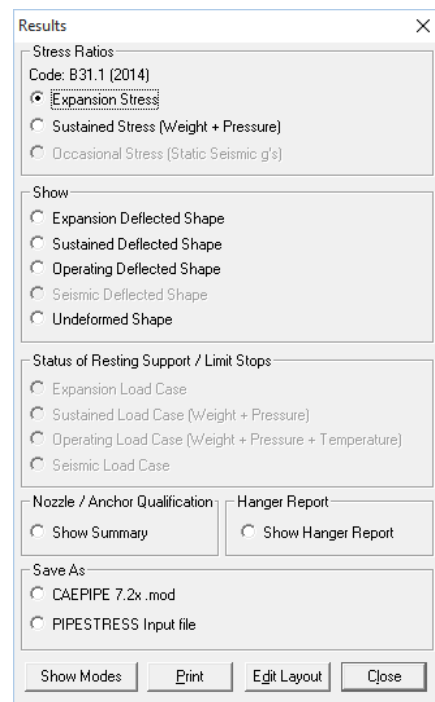 Results
Stress Ratios
Code: B31.1 (2014)
Expansion Stress
Sustained Stress (Weight + Pressure)
Occasional Stress (Static Seismic g's)
Show
Expansion Deflected Shape
Sustained Deflected Shape
Operating Deflected Shape
Seismic Deflected Shape
Undeformed Shape
Status of Resting Support / Limit Stops
Expansion Load Case
Sustained Load Case (Weight + Pressure)
Operating Load Case (Weight + Pressure + Temperature)
Seismic Load Case
Nozzle / Anchor Qualification
Show Summary
Hanger Report
Show Hanger Report
Save As
CAEPIPE 7.2x .mod
PIPESTRESS Input file
Show Modes
Print
Edit Layout
Close